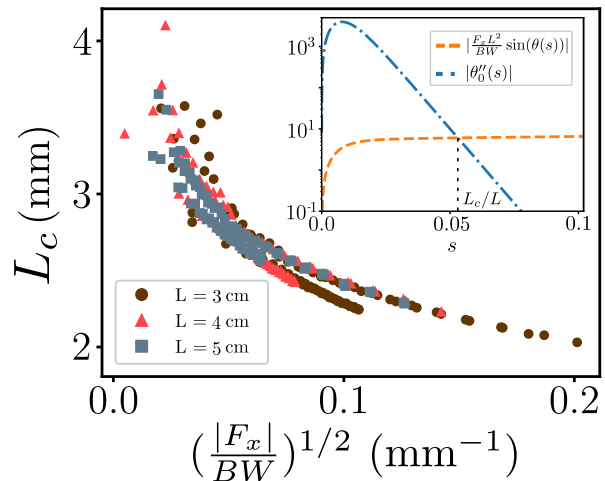 4
3
2
L_c (mm)
0.0 0.1 0.2
(|F_x|/BW)^{1/2} (mm^{-1})
L = 3 cm
L = 4 cm
L = 5 cm
10^3
10^1
10^{-1}
0.0 0.05 0.1
s
|F_x L^2/BW sin(θ(s))|
|θ_0''(s)|
L_c/L